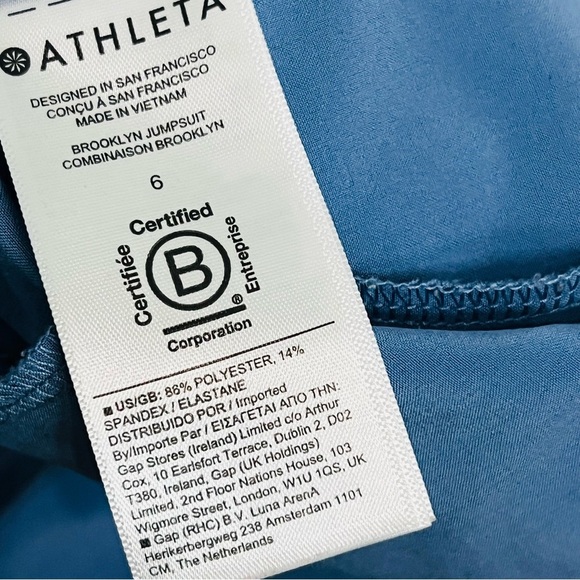 ATHLETA
DESIGNED IN SAN FRANCISCO
CONÇU À SAN FRANCISCO
MADE IN VIETNAM
BROOKLYN JUMPSUIT
COMBINAISON BROOKLYN
6
Certified
Certifiée
B
Entreprise
®
Corporation
US/GB: 86% POLYESTER, 14%
SPANDEX / ELASTANE
DISTRIBUIDO POR / Imported
By/Importe Par / ΕΙΣΑΓΕΤΑΙ ΑΠΟ ΤΗΝ:
Gap Stores (Ireland) Limited c/o Arthur
Cox, 10 Earlsfort Terrace, Dublin 2, D02
T380, Ireland, Gap (UK Holdings)
Limited, 2nd Floor Nations House, 103
Wigmore Street, London, W1U 1QS, UK
Gap (RHC) B.V. Luna ArenA
Herikerbergweg 238 Amsterdam 1101
CM, The Netherlands